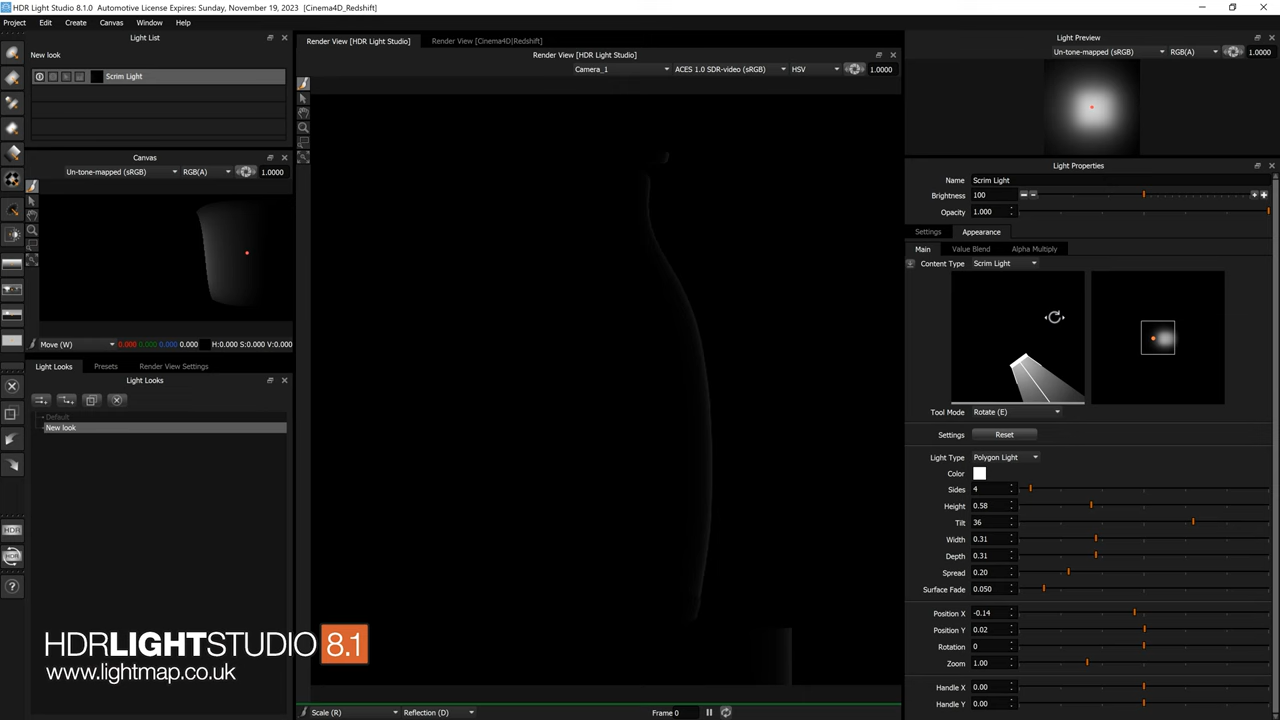 HDR Light Studio 8.1.0 Automotive License Expires: Sunday, November 19, 2023 [Cinema4D_Redshift]
Project Edit Create Canvas Window Help
Light List
New look
Scrim Light
Canvas
Un-tone-mapped (sRGB) RGB(A) 1.0000
Move (W) 0.000 0.000 0.000 0.000 H:0.000 S:0.000 V:0.000
Light Looks Presets Render View Settings
Light Looks
Default
New look
HDR
HDR
?
HDRLIGHTSTUDIO 8.1
www.lightmap.co.uk
Render View [HDR Light Studio] Render View [Cinema4D|Redshift]
Render View [HDR Light Studio]
Camera_1 ACES 1.0 SDR-video (sRGB) HSV 1.0000
Scale (R) Reflection (D) Frame 0
Light Preview
Un-tone-mapped (sRGB) RGB(A) 1.0000
Light Properties
Name Scrim Light
Brightness 100
Opacity 1.000
Settings Appearance
Main Value Blend Alpha Multiply
Content Type Scrim Light
Tool Mode Rotate (E)
Settings Reset
Light Type Polygon Light
Color
Sides 4
Height 0.58
Tilt 36
Width 0.31
Depth 0.31
Spread 0.20
Surface Fade 0.050
Position X -0.14
Position Y 0.02
Rotation 0
Zoom 1.00
Handle X 0.00
Handle Y 0.00